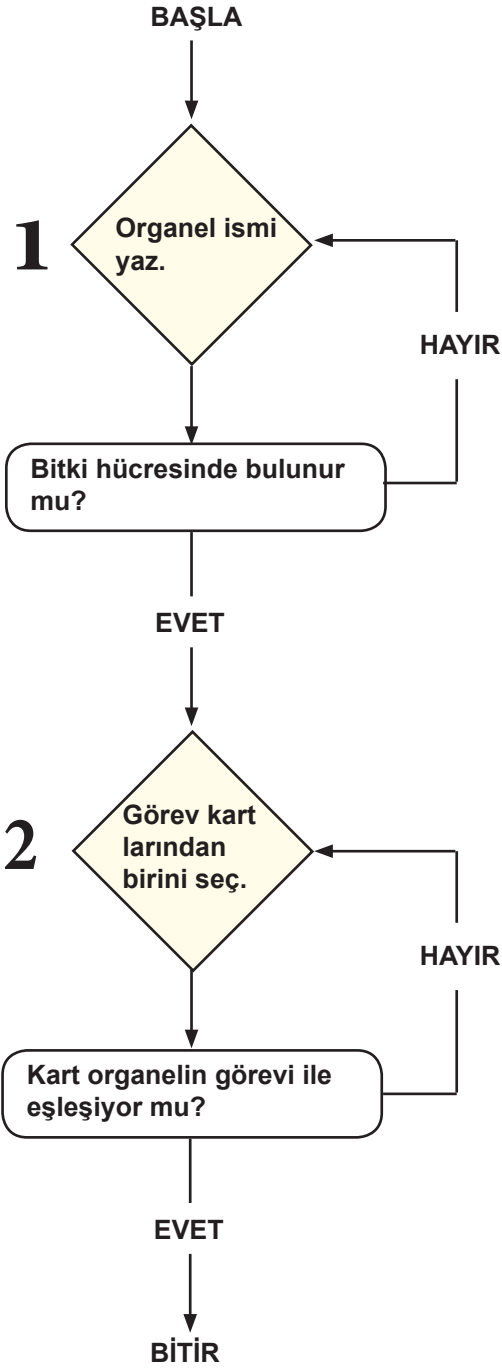 BAŞLA
1
Organel ismi
yaz.
HAYIR
Bitki hücresinde bulunur
mu?
EVET
2
Görev kart
larından
birini seç.
HAYIR
Kart organelin görevi ile
eşleşiyor mu?
EVET
BİTİR